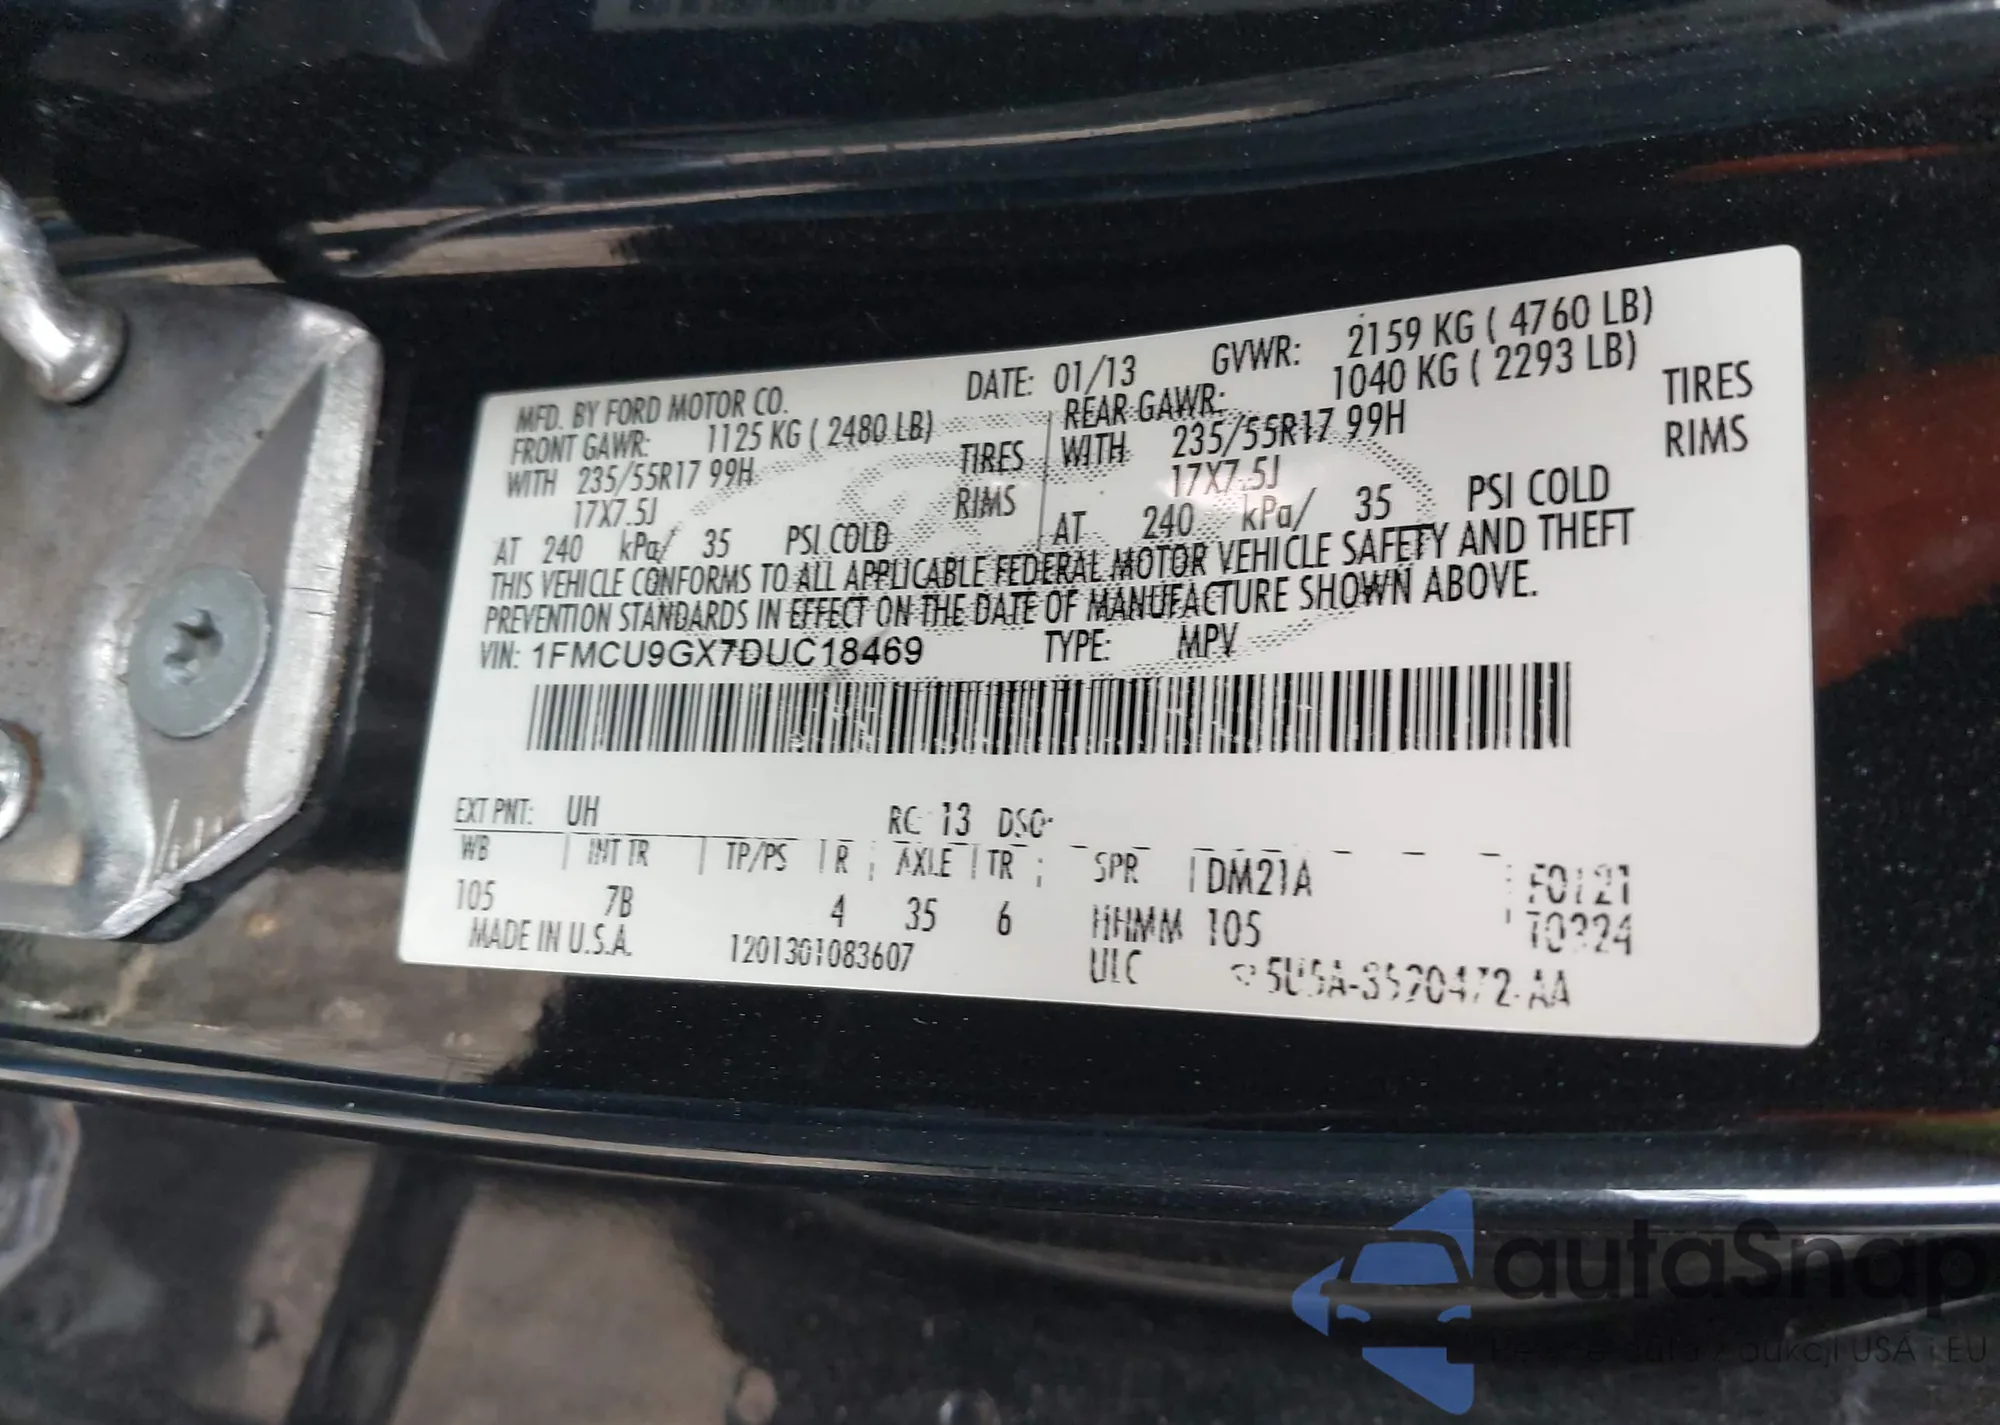 MFD. BY FORD MOTOR CO. DATE: 01/13 GVWR: 2159 KG ( 4760 LB)
FRONT GAWR: 1125 KG ( 2480 LB) REAR GAWR: 1040 KG ( 2293 LB)
WITH 235/55R17 99H TIRES WITH 235/55R17 99H TIRES
17X7.5J RIMS 17X7.5J RIMS
AT 240 kPa/ 35 PSI COLD AT 240 kPa/ 35 PSI COLD
THIS VEHICLE CONFORMS TO ALL APPLICABLE FEDERAL MOTOR VEHICLE SAFETY AND THEFT
PREVENTION STANDARDS IN EFFECT ON THE DATE OF MANUFACTURE SHOWN ABOVE.
VIN: 1FMCU9GX7DUC18469 TYPE: MPV
EXT PNT: UH RC: 13 DSO:
WB INT TR TP/PS R AXLE TR SPR DM21A
105 7B 4 35 6 HHMM 105
MADE IN U.S.A. 1201301083607 ULC
autaSnap
USA i EU